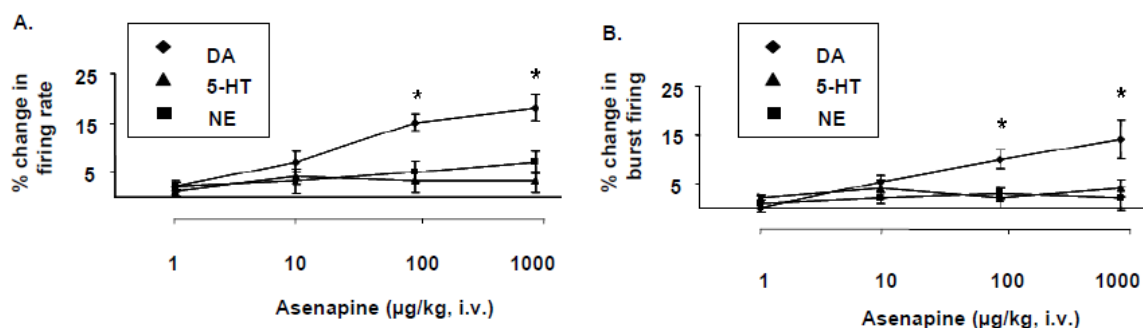 A.
DA
5-HT
NE
% change in
firing rate
25
15
5
1 10 100 1000
Asenapine (µg/kg, i.v.)
* *
B.
DA
5-HT
NE
% change in
burst firing
25
15
5
1 10 100 1000
Asenapine (µg/kg, i.v.)
* *